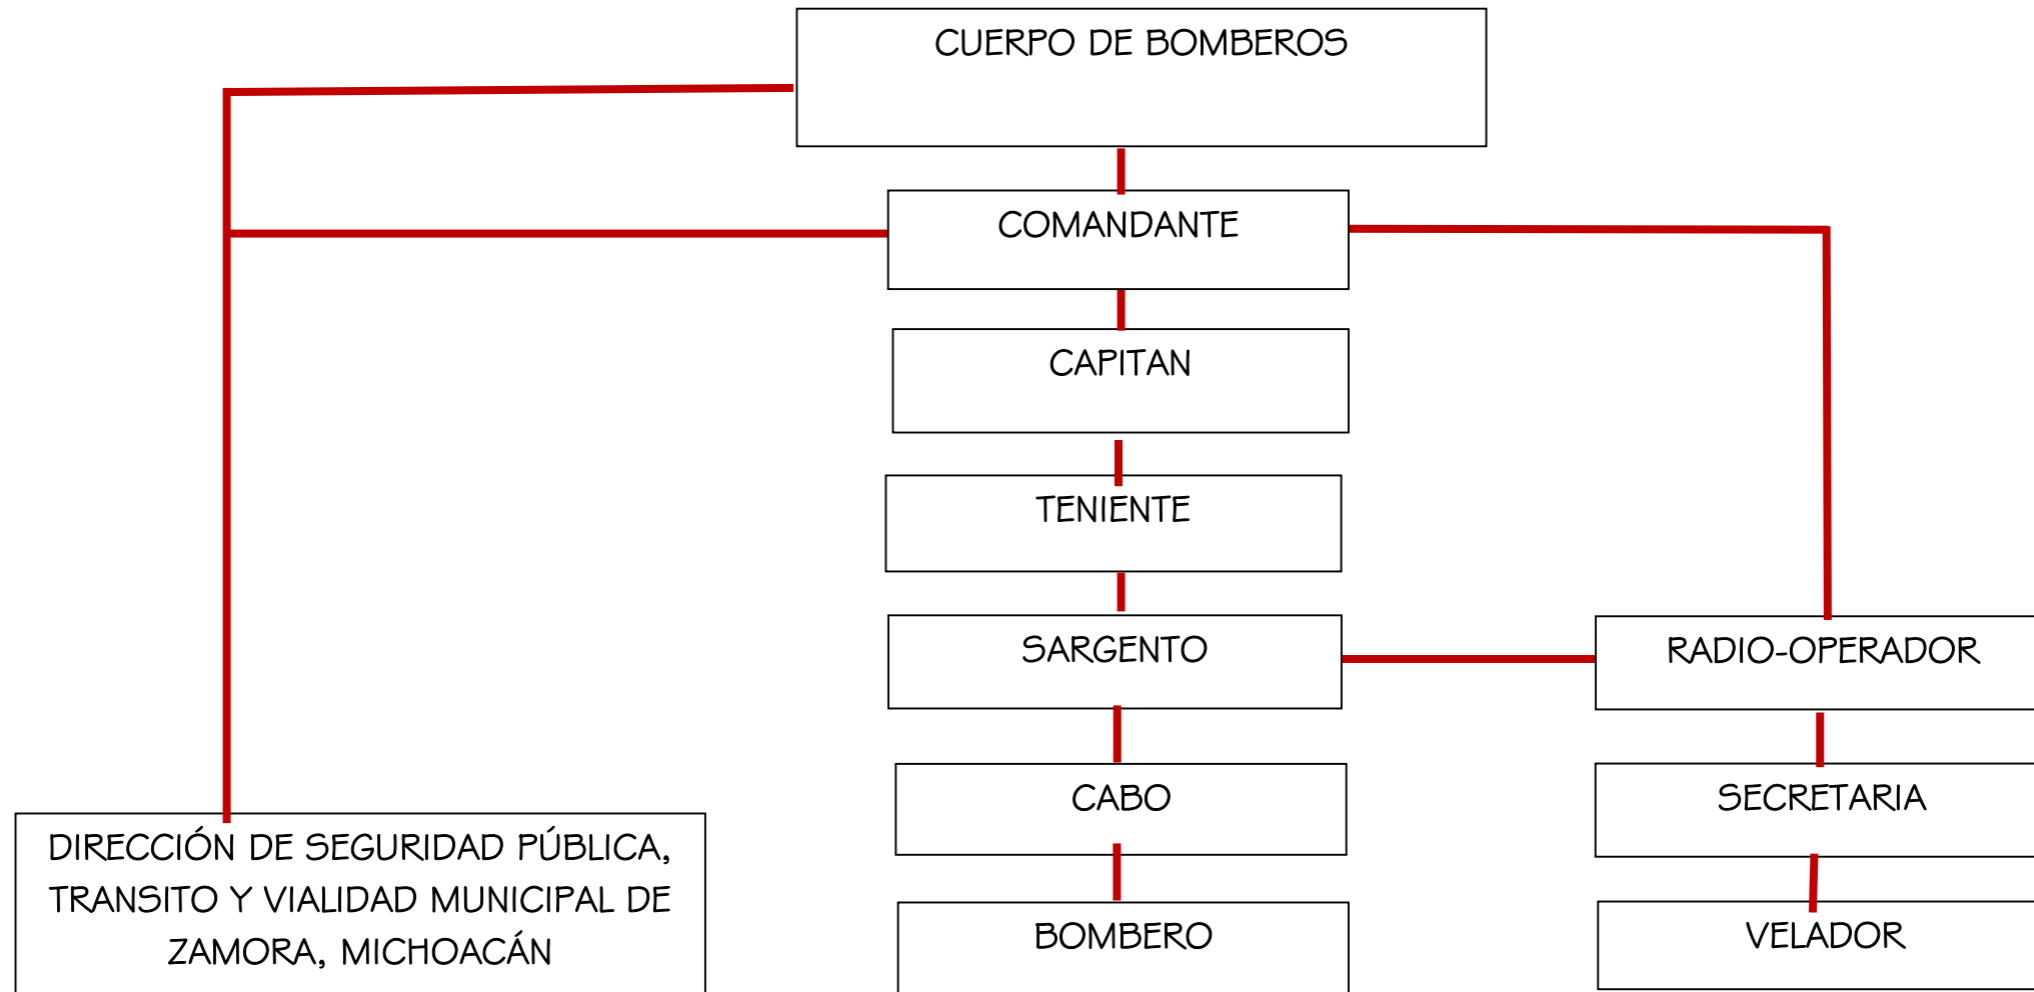 CUERPO DE BOMBEROS
COMANDANTE
CAPITAN
TENIENTE
SARGENTO
RADIO-OPERADOR
CABO
SECRETARIA
DIRECCIÓN DE SEGURIDAD PÚBLICA,
TRANSITO Y VIALIDAD MUNICIPAL DE
ZAMORA, MICHOACÁN
BOMBERO
VELADOR